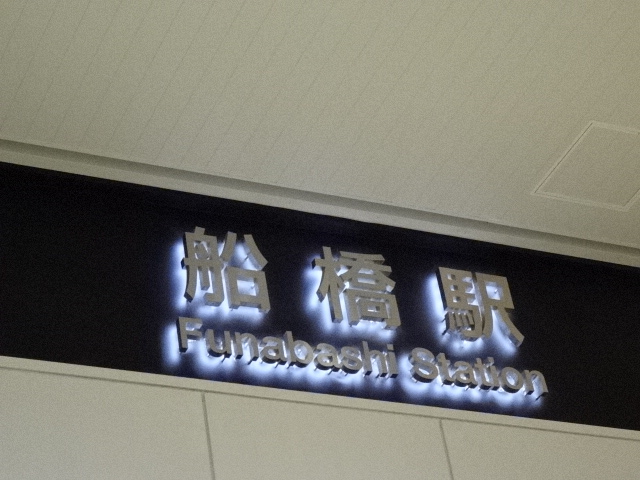 船橋駅
Funabashi Station